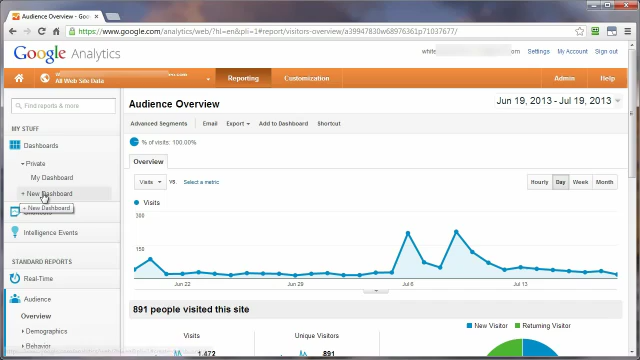 Audience Overview - Goo
https://www.google.com/analytics/web/?hl=en&pli=1#report/visitors-overview/a39947830w68976361p71037677/
Google Analytics
white
Settings
My Account
Sign out
All Web Site Data
Reporting
Customization
Admin
Help
Find reports & more
MY STUFF
Dashboards
Private
My Dashboard
+ New Dashboard
+ New Dashboard
Intelligence Events
STANDARD REPORTS
Real-Time
Audience
Overview
Demographics
Behavior
Audience Overview
Jun 19, 2013 - Jul 19, 2013
Advanced Segments
Email
Export
Add to Dashboard
Shortcut
% of visits: 100.00%
Overview
Visits
VS.
Select a metric
Hourly
Day
Week
Month
Visits
300
150
Jun 22
Jun 29
Jul 6
Jul 13
891 people visited this site
Visits
1,472
Unique Visitors
891
New Visitor
Returning Visitor